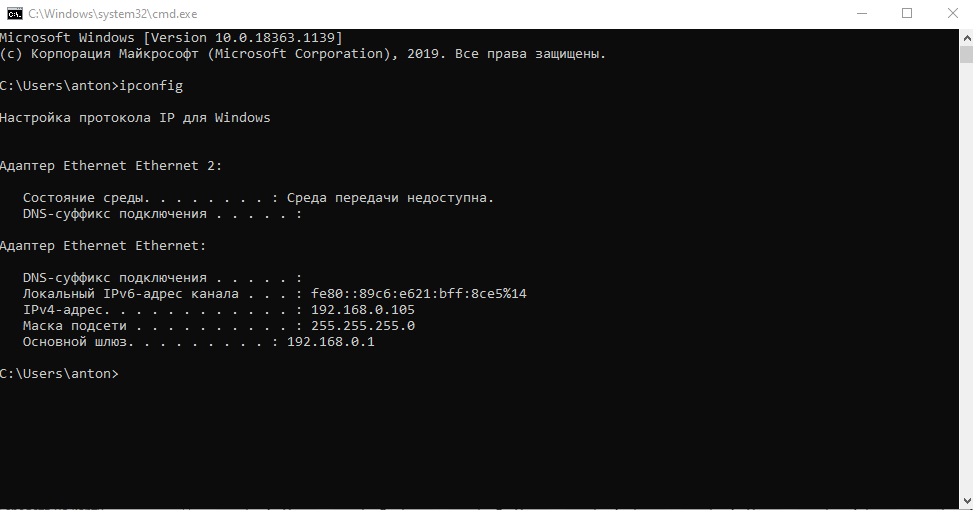 C:\Windows\system32\cmd.exe
Microsoft Windows [Version 10.0.18363.1139]
(c) Корпорация Майкрософт (Microsoft Corporation), 2019. Все права защищены.
C:\Users\anton>ipconfig
Настройка протокола IP для Windows
Адаптер Ethernet Ethernet 2:
Состояние среды. . . . . . . . : Среда передачи недоступна.
DNS-суффикс подключения . . . . . :
Адаптер Ethernet Ethernet:
DNS-суффикс подключения . . . . . :
Локальный IPv6-адрес канала . . . : fe80::89c6:e621:bff:8ce5%14
IPv4-адрес. . . . . . . . . . . . : 192.168.0.105
Маска подсети . . . . . . . . . . : 255.255.255.0
Основной шлюз. . . . . . . . . : 192.168.0.1
C:\Users\anton>